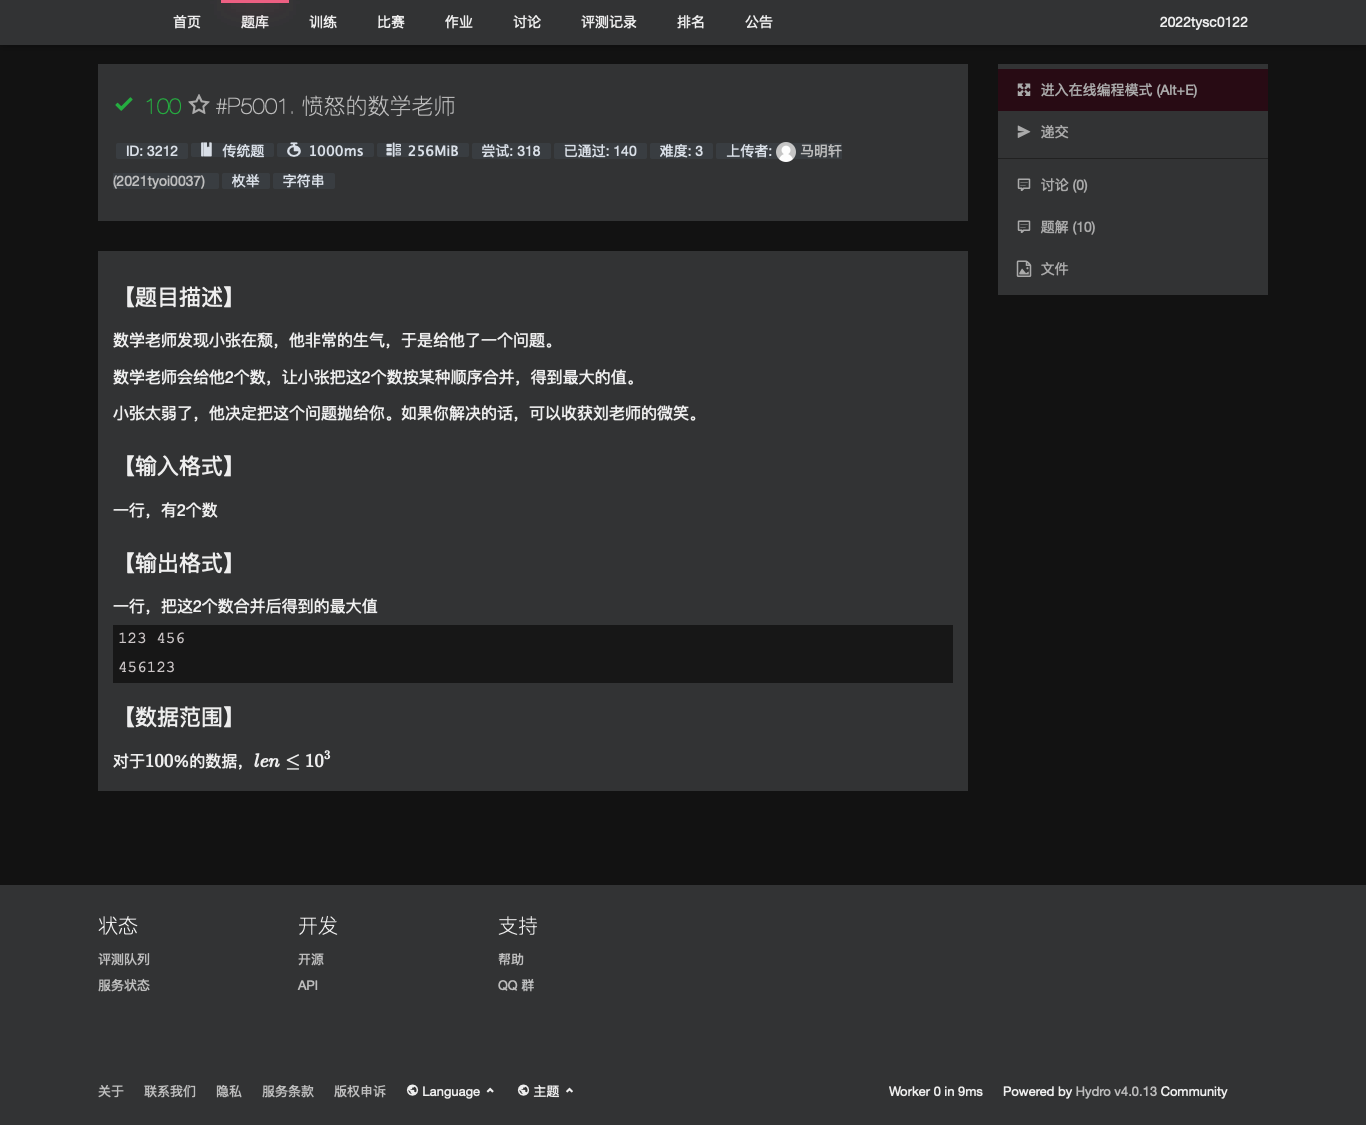 首页 题库 训练 比赛 作业 讨论 评测记录 排名 公告 2022tysc0122
100 #P5001. 愤怒的数学老师
ID: 3212 传统题 1000ms 256MiB 尝试: 318 已通过: 140 难度: 3 上传者: 马明轩
(2021tyoi0037) 枚举 字符串
进入在线编程模式 (Alt+E)
递交
讨论 (0)
题解 (10)
文件
【题目描述】
数学老师发现小张在颓，他非常的生气，于是给他了一个问题。
数学老师会给他2个数，让小张把这2个数按某种顺序合并，得到最大的值。
小张太弱了，他决定把这个问题抛给你。如果你解决的话，可以收获刘老师的微笑。
【输入格式】
一行，有2个数
【输出格式】
一行，把这2个数合并后得到的最大值
123 456
456123
【数据范围】
对于100%的数据，len ≤ 10³
状态 开发 支持
评测队列 开源 帮助
服务状态 API QQ 群
关于 联系我们 隐私 服务条款 版权申诉 Language 主题 Worker 0 in 9ms Powered by Hydro v4.0.13 Community